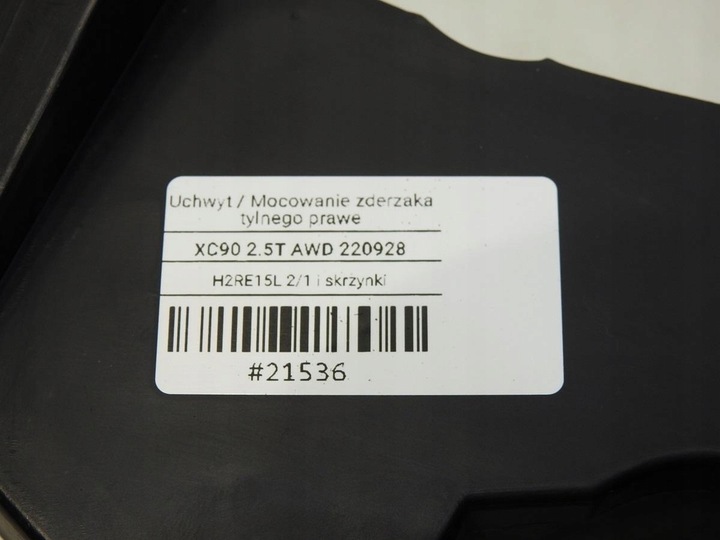 Uchwyt / Mocowanie zderzaka
tylnego prawe
XC90 2.5T AWD 220928
H2RE15L 2/1 i skrzynki
#21536